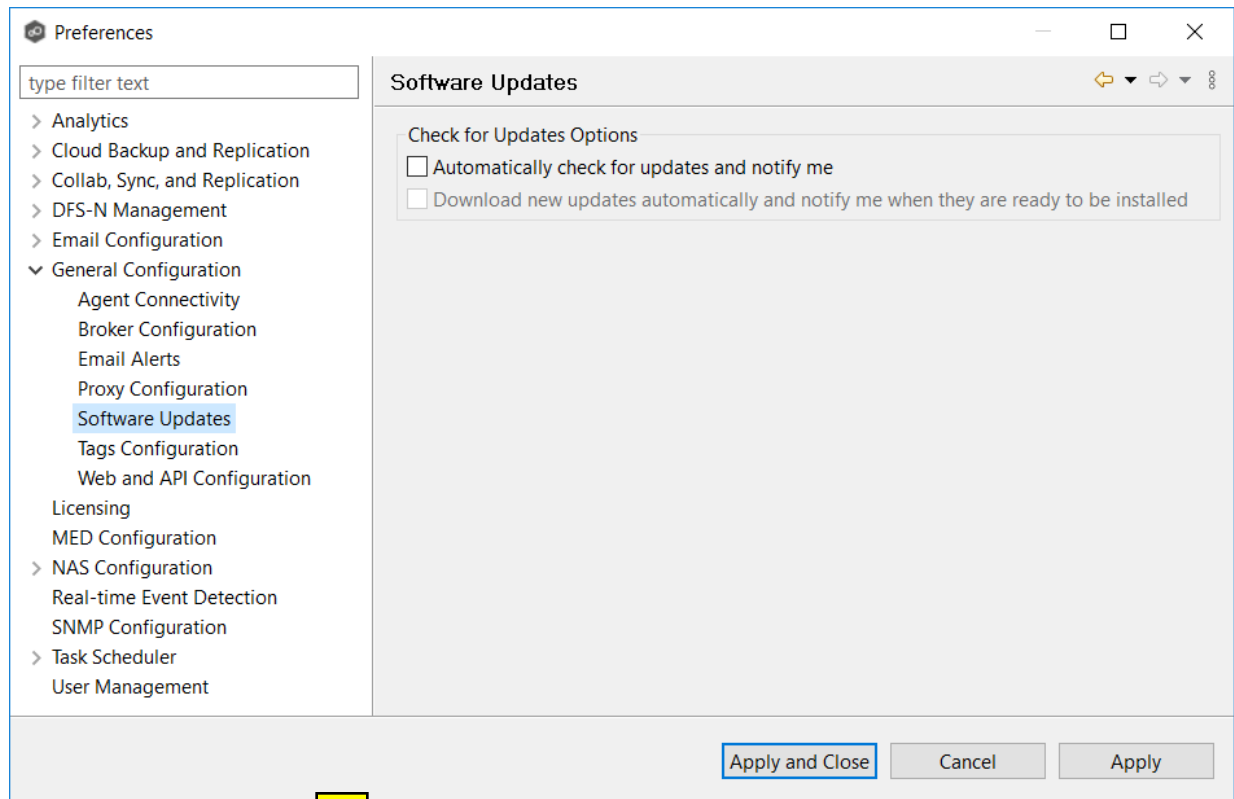 Preferences
type filter text
Analytics
Cloud Backup and Replication
Collab, Sync, and Replication
DFS-N Management
Email Configuration
General Configuration
Agent Connectivity
Broker Configuration
Email Alerts
Proxy Configuration
Software Updates
Tags Configuration
Web and API Configuration
Licensing
MED Configuration
NAS Configuration
Real-time Event Detection
SNMP Configuration
Task Scheduler
User Management
Software Updates
Check for Updates Options
Automatically check for updates and notify me
Download new updates automatically and notify me when they are ready to be installed
Apply and Close
Cancel
Apply